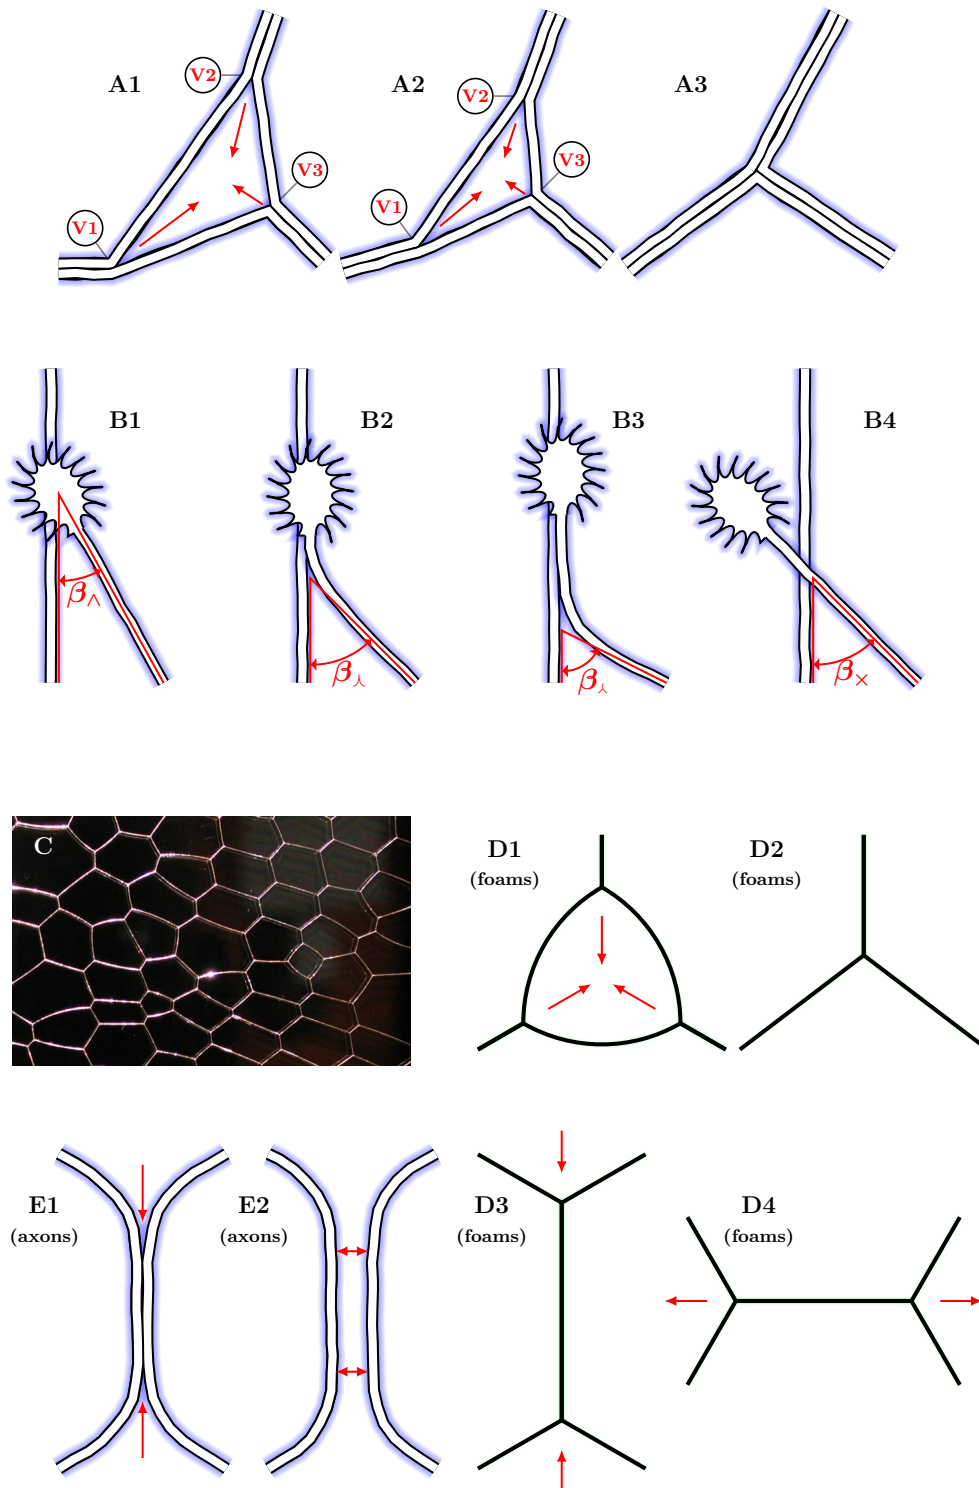 A1
A2
A3
V2
V2
V3
V3
V1
V1
B1
B2
B3
B4
β∧
β⅄
β⅄
β×
C
D1
(foams)
D2
(foams)
E1
(axons)
E2
(axons)
D3
(foams)
D4
(foams)